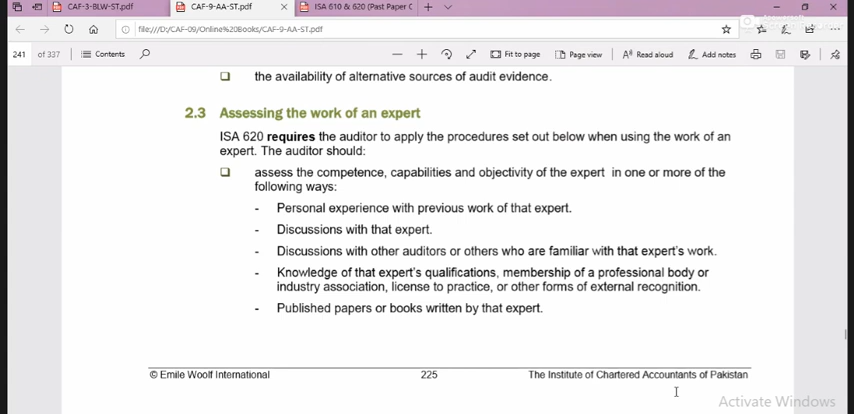 CAF-3-BLW-ST.pdf
CAF-9-AA-ST.pdf
ISA 610 & 620 (Past Paper C
file:///D:/CAF-09/Online%20Books/CAF-9-AA-ST.pdf
241 of 337 Contents Fit to page Page view Read aloud Add notes
the availability of alternative sources of audit evidence.
2.3 Assessing the work of an expert
ISA 620 requires the auditor to apply the procedures set out below when using the work of an
expert. The auditor should:
assess the competence, capabilities and objectivity of the expert in one or more of the
following ways:
- Personal experience with previous work of that expert.
- Discussions with that expert.
- Discussions with other auditors or others who are familiar with that expert's work.
- Knowledge of that expert's qualifications, membership of a professional body or
industry association, license to practice, or other forms of external recognition.
- Published papers or books written by that expert.
© Emile Woolf International 225 The Institute of Chartered Accountants of Pakistan
Activate Windows